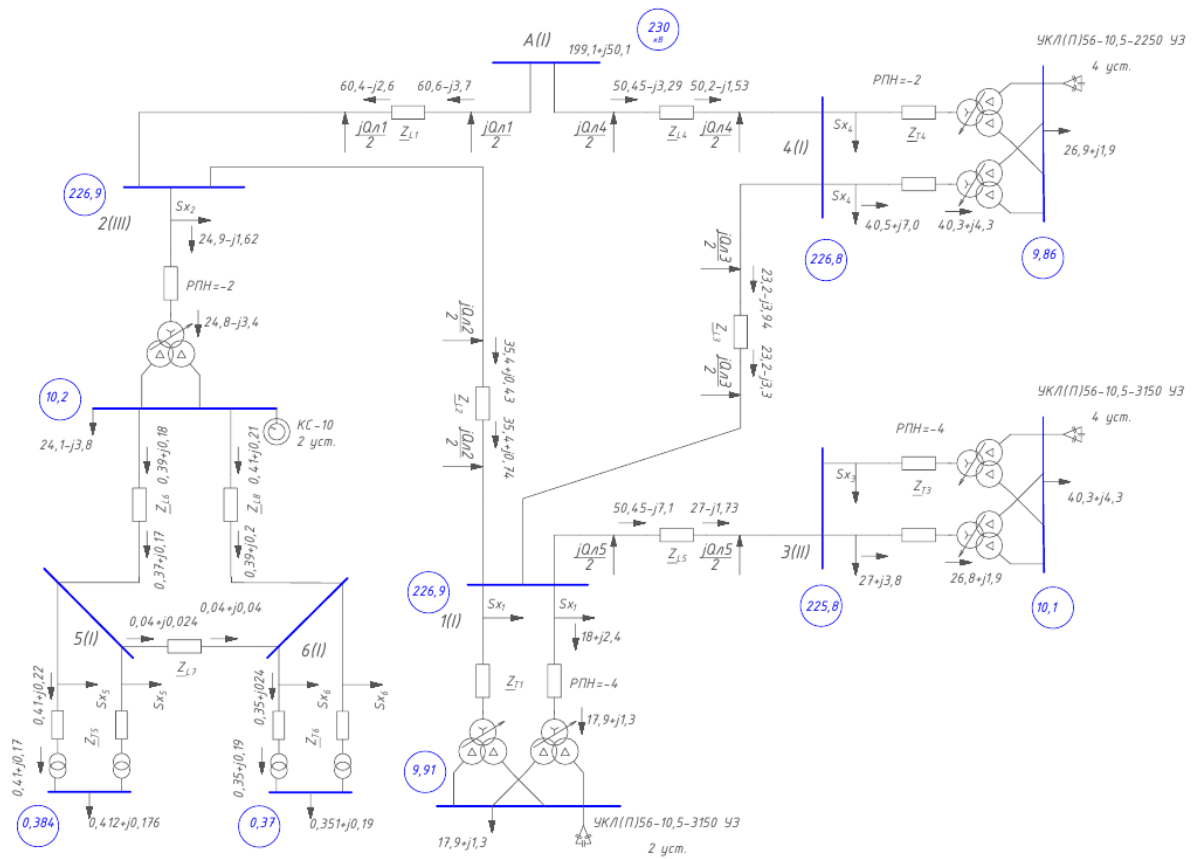 230
кВ
A(I)
199,1+j50,1
УКЛ(П)56-10,5-2250 УЗ
4 уст.
РПН=-2
60,4-j2,6
60,6-j3,7
50,45-j3,29
50,2-j1,53
jQл1
2
Z_L1
jQл1
2
jQл4
2
Z_L4
jQл4
2
4(I)
Sx4
Z_T4
26,9+j1,9
Sx4
40,5+j7,0
40,3+j4,3
226,8
9,86
226,9
2(III)
Sx2
24,9-j1,62
РПН=-2
24,8-j3,4
jQл3
2
23,2-j3,94
Z_L3
23,2-j3,3
jQл3
2
jQл2
2
35,4+j0,43
Z_L2
35,4+j0,74
jQл2
2
10,2
24,1-j3,8
КС-10
2 уст.
0,39+j0,18
0,41+j0,21
Z_L6
Z_L8
0,37+j0,17
0,39+j0,2
УКЛ(П)56-10,5-3150 УЗ
4 уст.
РПН=-4
Sx3
Z_T3
40,3+j4,3
50,45-j7,1
27-j1,73
jQл5
2
Z_L5
jQл5
2
3(II)
27+j3,8
26,8+j1,9
225,8
10,1
226,9
1(I)
Sx1
Sx1
18+j2,4
Z_T1
РПН=-4
17,9+j1,3
9,91
17,9+j1,3
УКЛ(П)56-10,5-3150 УЗ
2 уст.
5(I)
0,04+j0,024
0,04+j0,04
Z_L7
6(I)
0,41+j0,22
Sx5
Sx5
0,35+j024
Sx6
Sx6
Z_T5
Z_T6
0,41+j0,17
0,35+j0,19
0,384
0,412+j0,176
0,37
0,351+j0,19